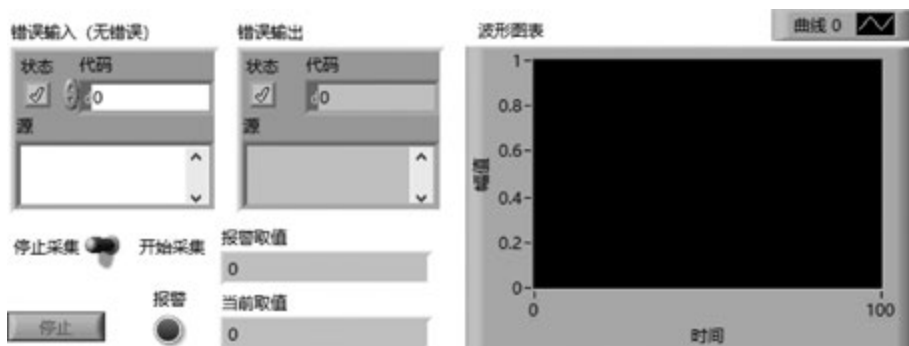 错误输入（无错误）
状态 代码
0
源
错误输出
状态 代码
0
源
停止采集 开始采集
报警取值
0
报警
当前取值
0
停止
波形图表
曲线 0
幅值
1
0.8
0.6
0.4
0.2
0
0
100
时间